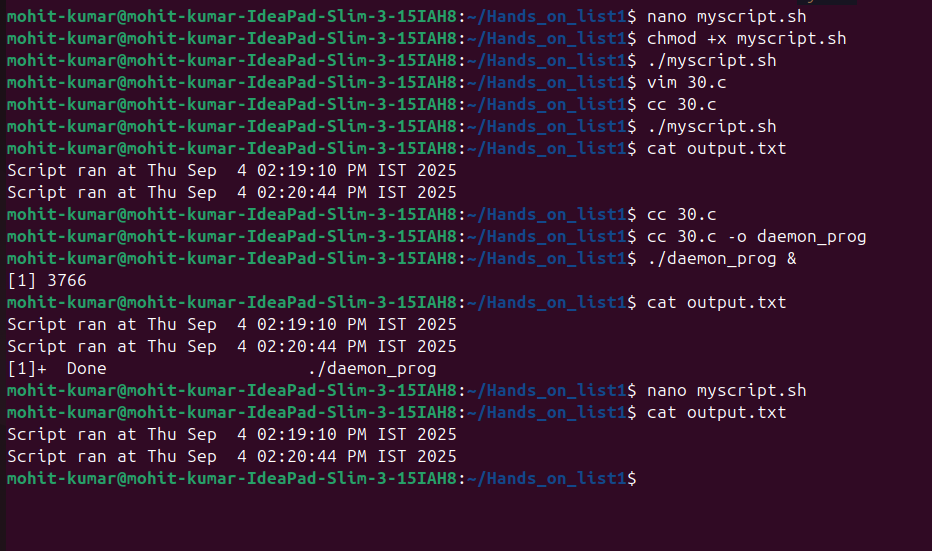 mohit-kumar@mohit-kumar-IdeaPad-Slim-3-15IAH8:~/Hands_on_list1$ nano myscript.sh
mohit-kumar@mohit-kumar-IdeaPad-Slim-3-15IAH8:~/Hands_on_list1$ chmod +x myscript.sh
mohit-kumar@mohit-kumar-IdeaPad-Slim-3-15IAH8:~/Hands_on_list1$ ./myscript.sh
mohit-kumar@mohit-kumar-IdeaPad-Slim-3-15IAH8:~/Hands_on_list1$ vim 30.c
mohit-kumar@mohit-kumar-IdeaPad-Slim-3-15IAH8:~/Hands_on_list1$ cc 30.c
mohit-kumar@mohit-kumar-IdeaPad-Slim-3-15IAH8:~/Hands_on_list1$ ./myscript.sh
mohit-kumar@mohit-kumar-IdeaPad-Slim-3-15IAH8:~/Hands_on_list1$ cat output.txt
Script ran at Thu Sep  4 02:19:10 PM IST 2025
Script ran at Thu Sep  4 02:20:44 PM IST 2025
mohit-kumar@mohit-kumar-IdeaPad-Slim-3-15IAH8:~/Hands_on_list1$ cc 30.c
mohit-kumar@mohit-kumar-IdeaPad-Slim-3-15IAH8:~/Hands_on_list1$ cc 30.c -o daemon_prog
mohit-kumar@mohit-kumar-IdeaPad-Slim-3-15IAH8:~/Hands_on_list1$ ./daemon_prog &
[1] 3766
mohit-kumar@mohit-kumar-IdeaPad-Slim-3-15IAH8:~/Hands_on_list1$ cat output.txt
Script ran at Thu Sep  4 02:19:10 PM IST 2025
Script ran at Thu Sep  4 02:20:44 PM IST 2025
[1]+  Done                    ./daemon_prog
mohit-kumar@mohit-kumar-IdeaPad-Slim-3-15IAH8:~/Hands_on_list1$ nano myscript.sh
mohit-kumar@mohit-kumar-IdeaPad-Slim-3-15IAH8:~/Hands_on_list1$ cat output.txt
Script ran at Thu Sep  4 02:19:10 PM IST 2025
Script ran at Thu Sep  4 02:20:44 PM IST 2025
mohit-kumar@mohit-kumar-IdeaPad-Slim-3-15IAH8:~/Hands_on_list1$